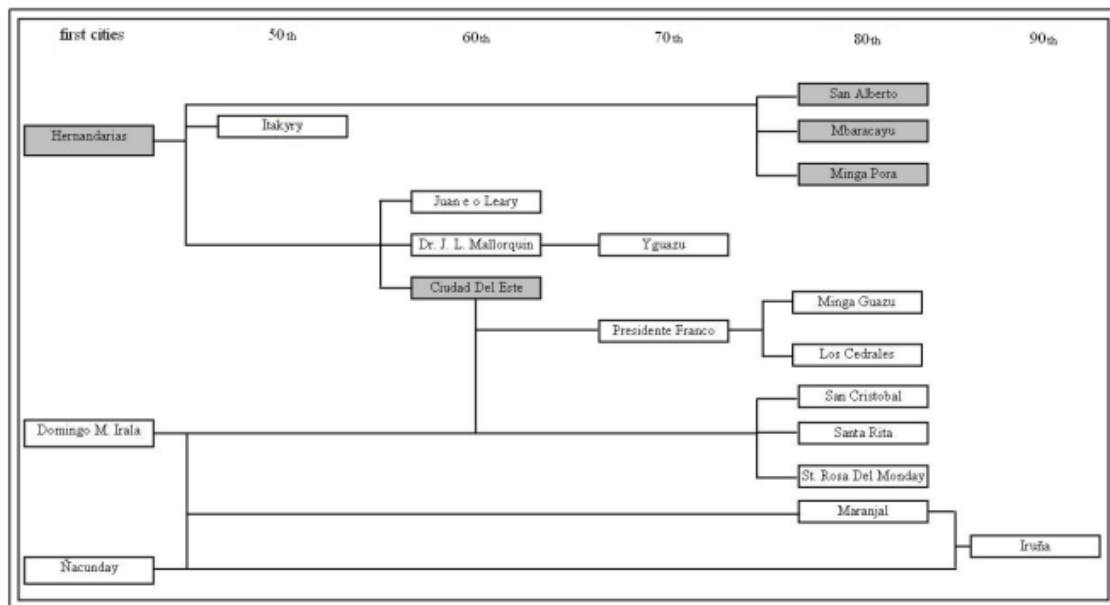 first cities 50th 60th 70th 80th 90th
San Alberto
Hernandarias
Itakyry
Mbaracayu
Minga Pora
Juan e o Leary
Dr. J. L. Mallorquin
Yguazu
Ciudad Del Este
Minga Guazu
Presidente Franco
Los Cedrales
San Cristobal
Domingo M. Irala
Santa Rita
St. Rosa Del Monday
Maranjal
Iruña
Ñacunday